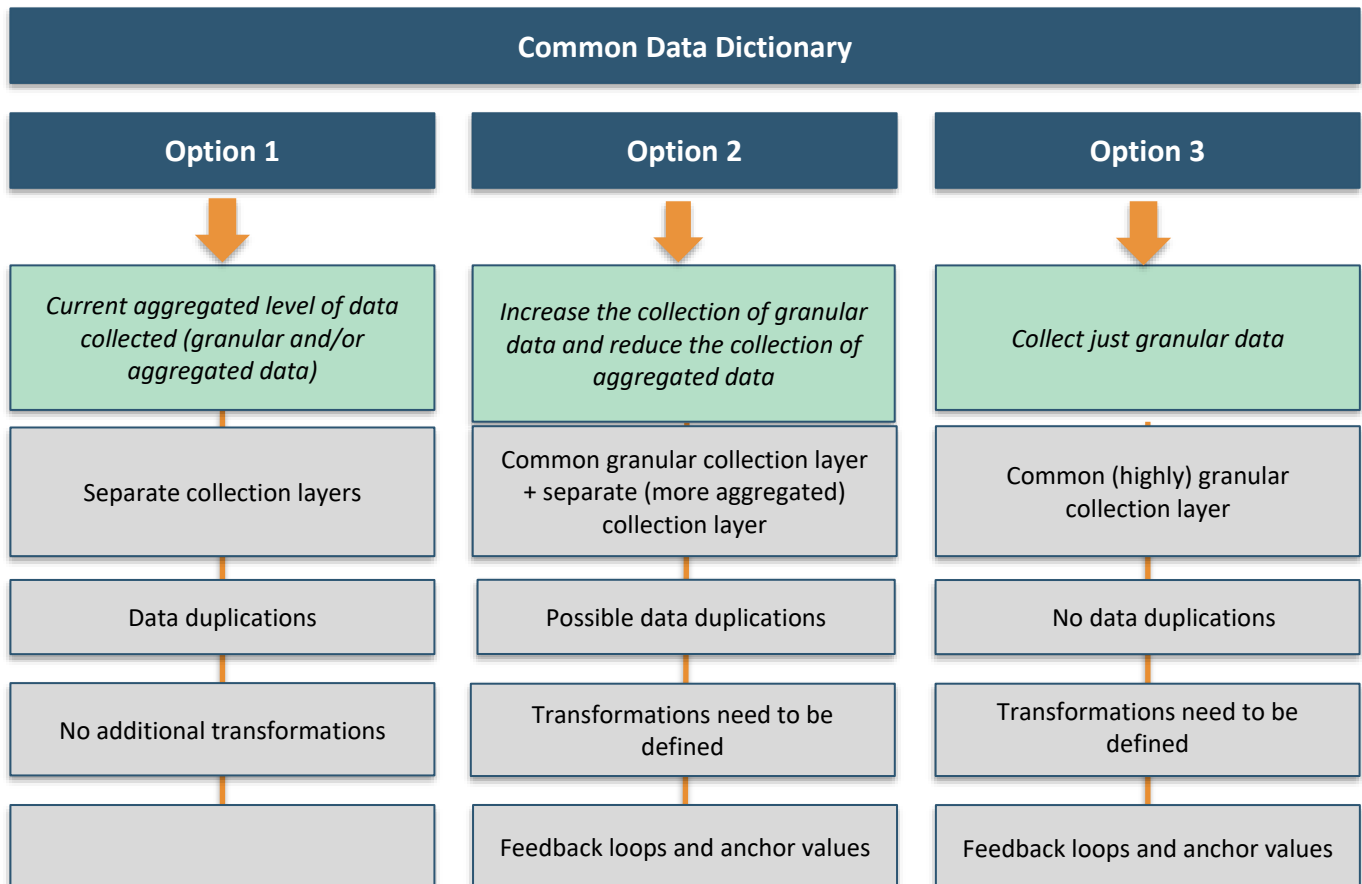 Common Data Dictionary
Option 1
Option 2
Option 3
Current aggregated level of data
collected (granular and/or
aggregated data)
Increase the collection of granular
data and reduce the collection of
aggregated data
Collect just granular data
Separate collection layers
Common granular collection layer
+ separate (more aggregated)
collection layer
Common (highly) granular
collection layer
Data duplications
Possible data duplications
No data duplications
No additional transformations
Transformations need to be
defined
Transformations need to be
defined
Feedback loops and anchor values
Feedback loops and anchor values